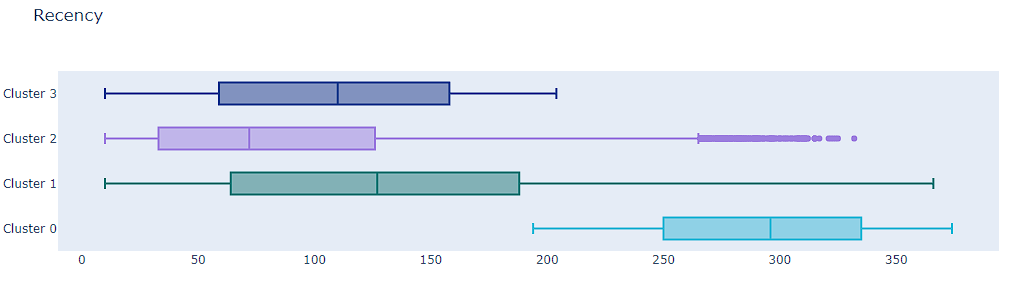 Recency
Cluster 3
Cluster 2
Cluster 1
Cluster 0
0 50 100 150 200 250 300 350